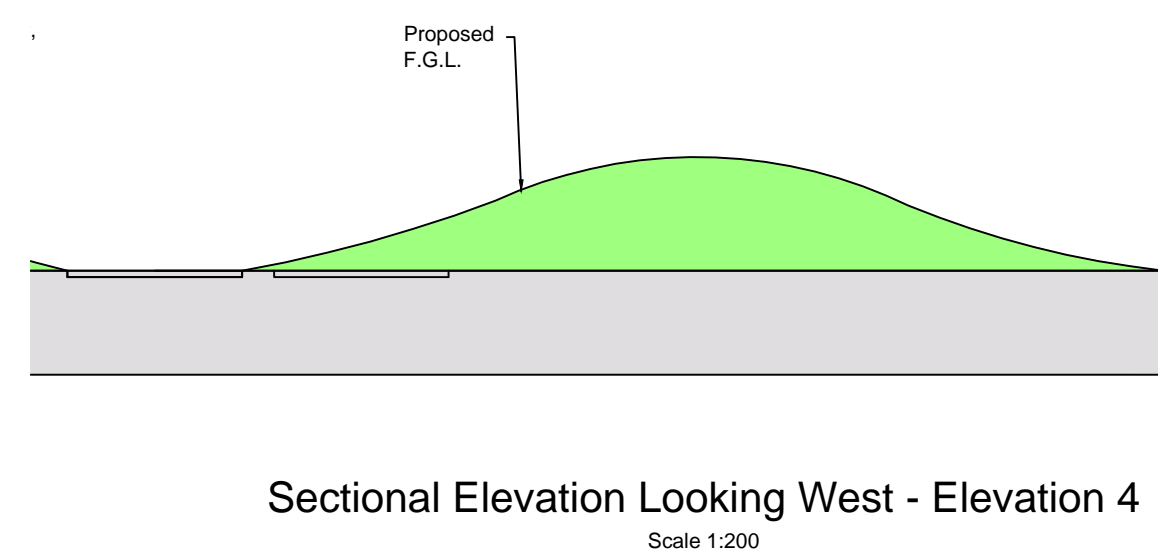 ,
Proposed
F.G.L.
Sectional Elevation Looking West - Elevation 4
Scale 1:200